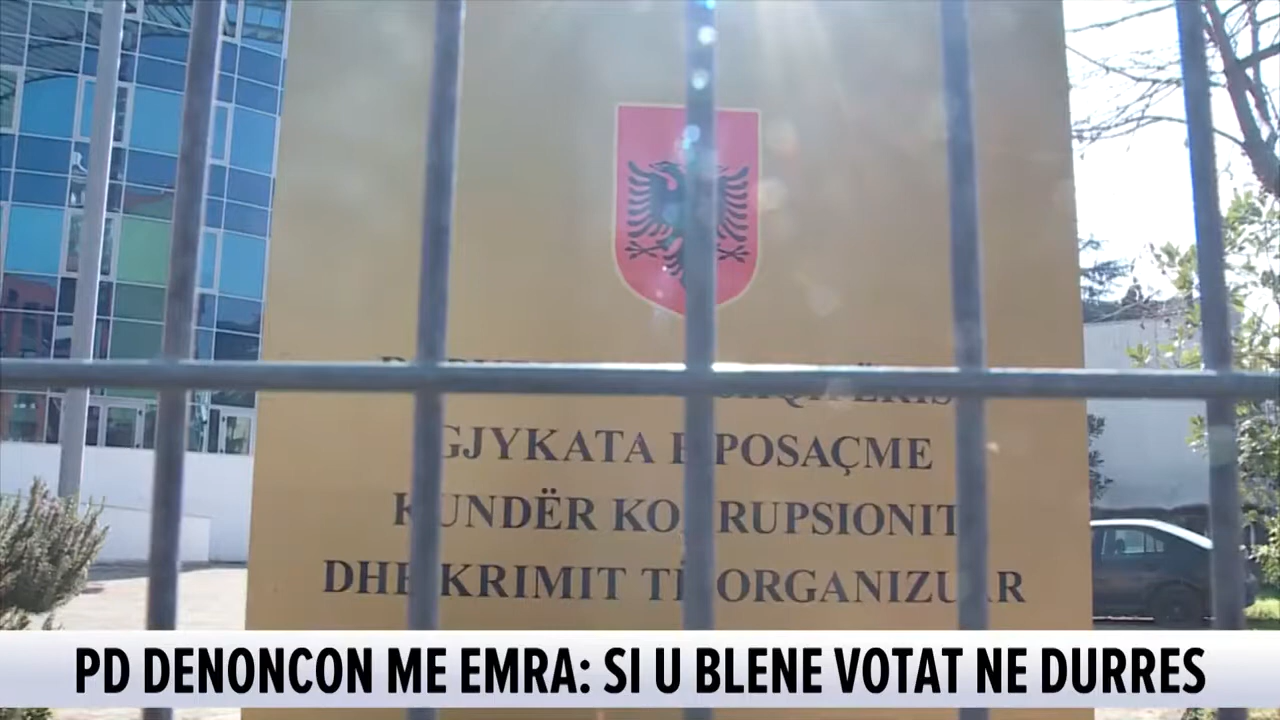 GJYKATA E POSAÇME
KUNDËR KORRUPSIONIT
DHE KRIMIT TË ORGANIZUAR
PD DENONCON ME EMRA: SI U BLENE VOTAT NE DURRES